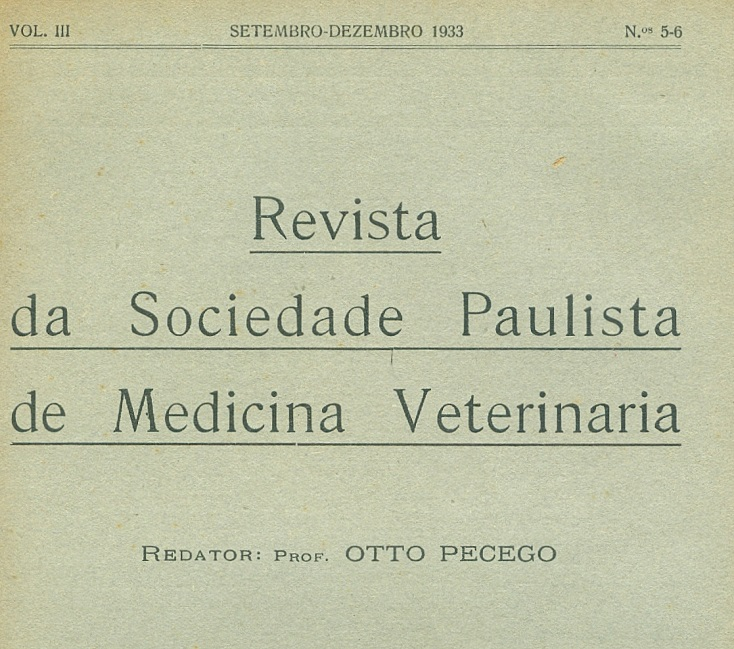 VOL. III SETEMBRO-DEZEMBRO 1933 N.ºˢ 5-6
Revista
da Sociedade Paulista
de Medicina Veterinaria
REDATOR: PROF. OTTO PECEGO